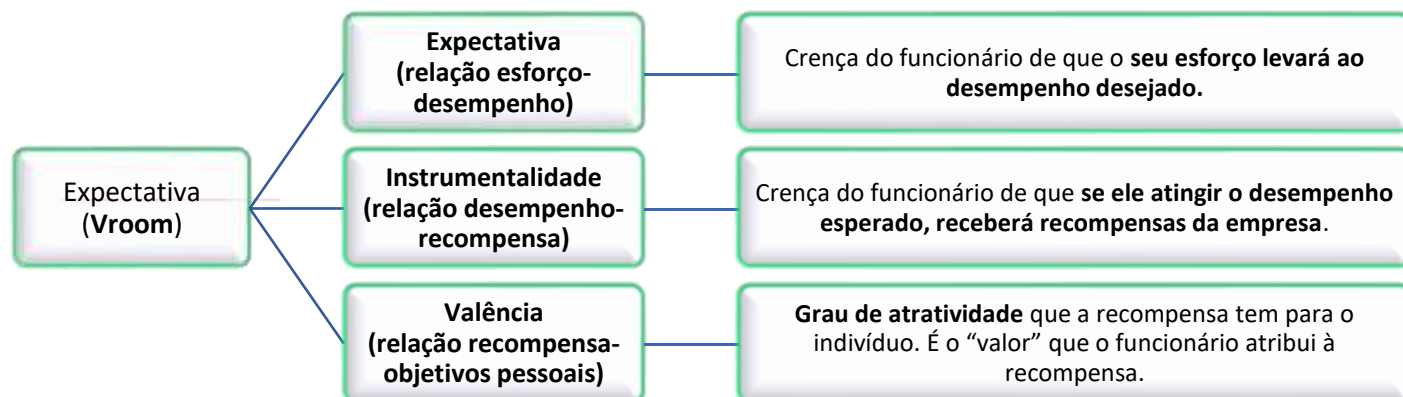 Expectativa
(Vroom)
Expectativa
(relação esforço-
desempenho)
Crença do funcionário de que o seu esforço levará ao
desempenho desejado.
Instrumentalidade
(relação desempenho-
recompensa)
Crença do funcionário de que se ele atingir o desempenho
esperado, receberá recompensas da empresa.
Valência
(relação recompensa-
objetivos pessoais)
Grau de atratividade que a recompensa tem para o
indivíduo. É o “valor” que o funcionário atribui à
recompensa.